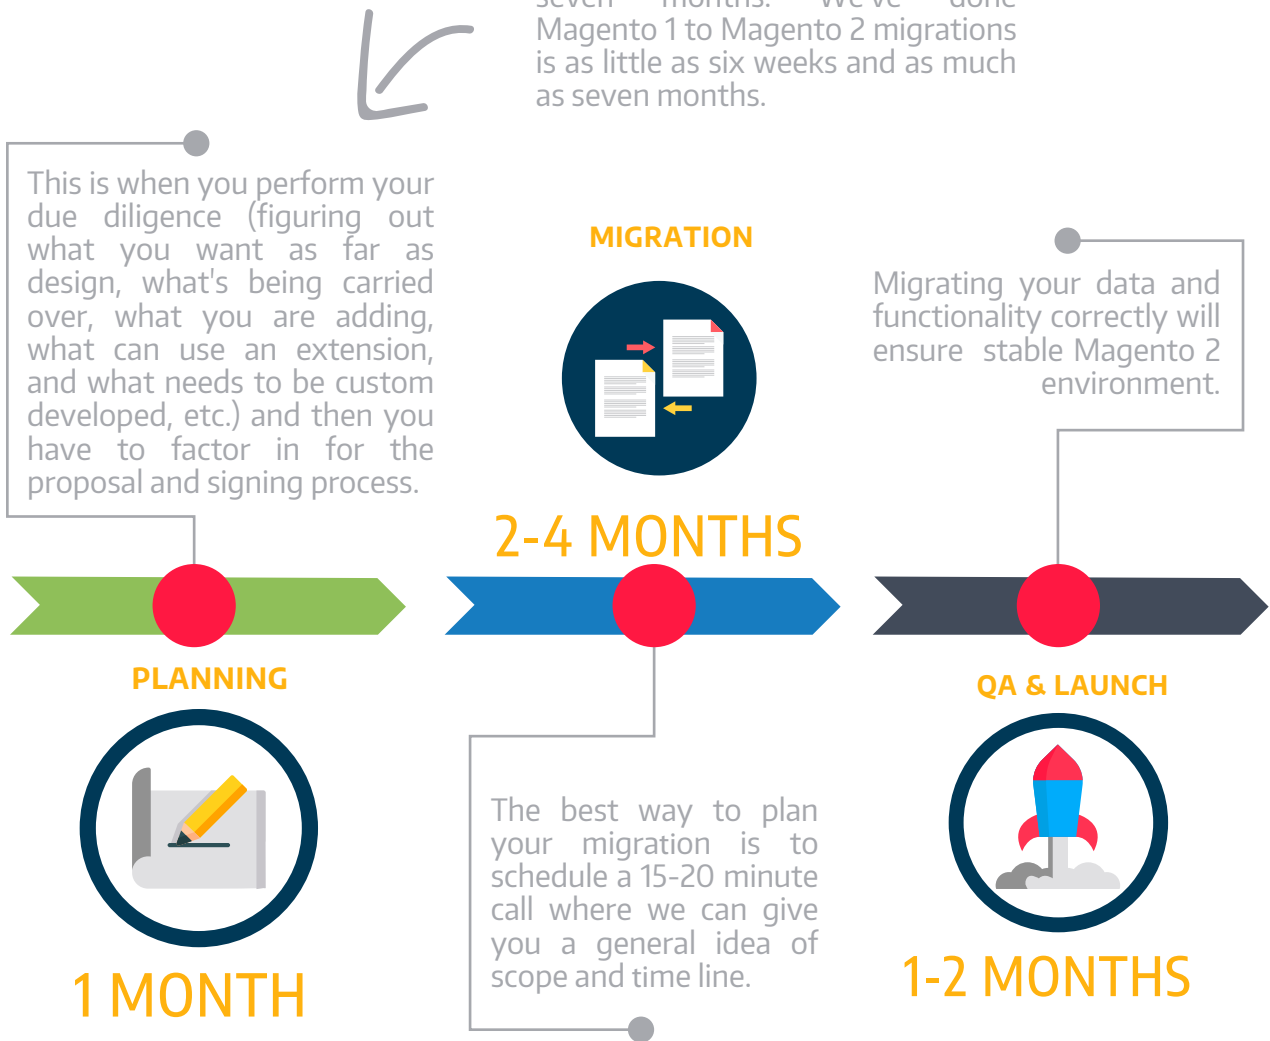 seven months. We've done
Magento 1 to Magento 2 migrations
is as little as six weeks and as much
as seven months.
This is when you perform your
due diligence (figuring out
what you want as far as
design, what's being carried
over, what you are adding,
what can use an extension,
and what needs to be custom
developed, etc.) and then you
have to factor in for the
proposal and signing process.
MIGRATION
2-4 MONTHS
Migrating your data and
functionality correctly will
ensure stable Magento 2
environment.
PLANNING
1 MONTH
The best way to plan
your migration is to
schedule a 15-20 minute
call where we can give
you a general idea of
scope and time line.
QA & LAUNCH
1-2 MONTHS